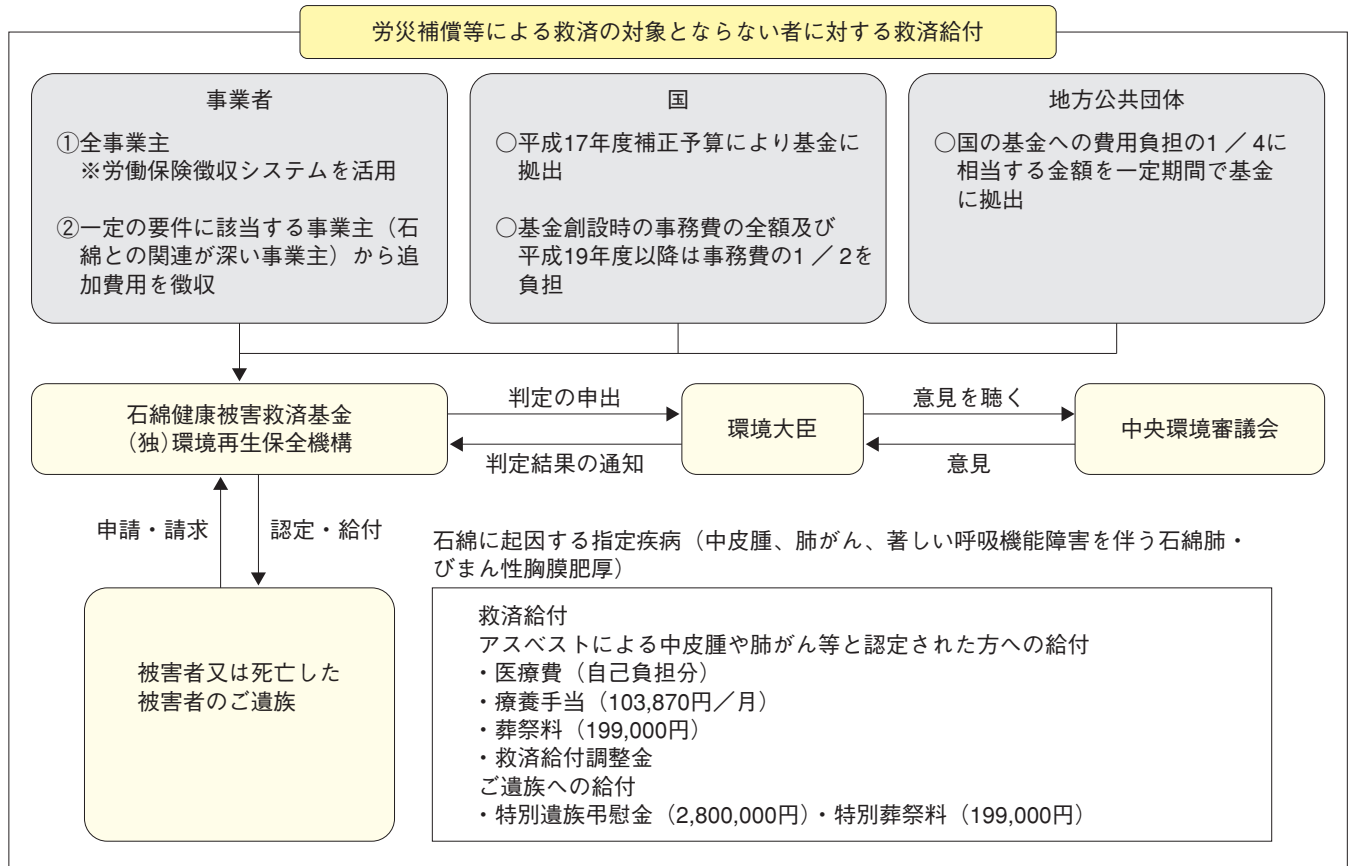 労災補償等による救済の対象とならない者に対する救済給付
事業者
①全事業主
※労働保険徴収システムを活用
②一定の要件に該当する事業主（石
綿との関連が深い事業主）から追
加費用を徴収
国
○平成17年度補正予算により基金に
拠出
○基金創設時の事務費の全額及び
平成19年度以降は事務費の1／2を
負担
地方公共団体
○国の基金への費用負担の1／4に
相当する金額を一定期間で基金
に拠出
石綿健康被害救済基金
（独）環境再生保全機構
判定の申出
判定結果の通知
環境大臣
意見を聴く
意見
中央環境審議会
申請・請求
認定・給付
被害者又は死亡した
被害者のご遺族
石綿に起因する指定疾病（中皮腫、肺がん、著しい呼吸機能障害を伴う石綿肺・
びまん性胸膜肥厚）
救済給付
アスベストによる中皮腫や肺がん等と認定された方への給付
・医療費（自己負担分）
・療養手当（103,870円／月）
・葬祭料（199,000円）
・救済給付調整金
ご遺族への給付
・特別遺族弔慰金（2,800,000円）・特別葬祭料（199,000円）